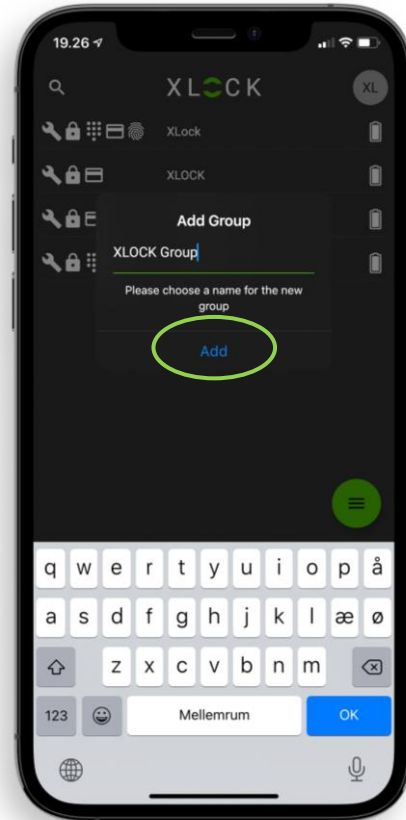 19.26
XLOCK
XL
XLock
XLOCK
Add Group
XLOCK Group
Please choose a name for the new
group
Add
q w e r t y u i o p å
a s d f g h j k l æ ø
z x c v b n m
123 Mellemrum OK